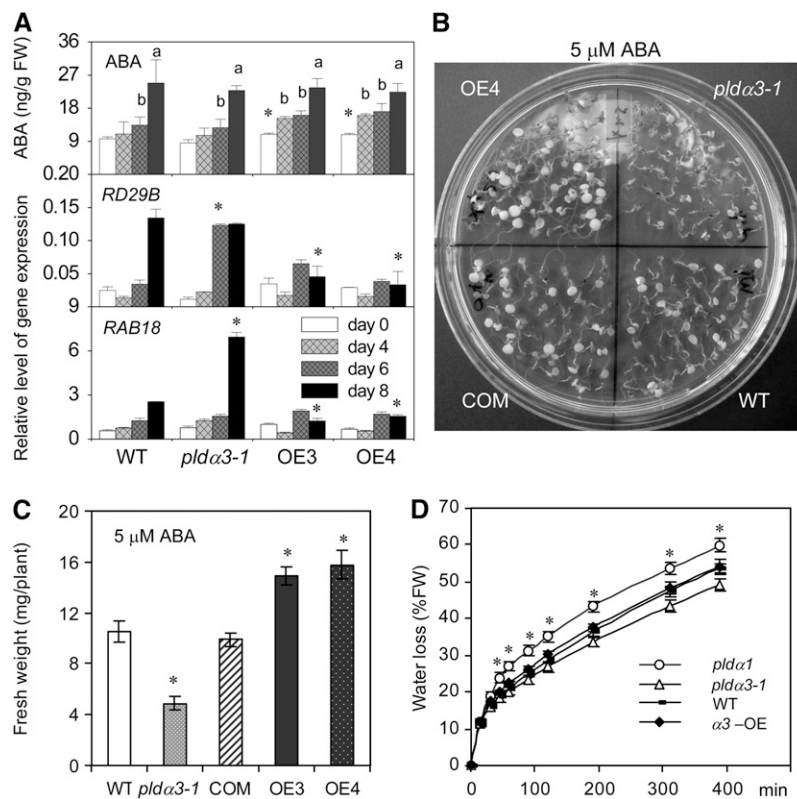 A
36
27
18
9
0.20
ABA (ng/g FW)
ABA
a
b
a
b
a
b b
*
a
b b
*
0.15
0.10
0.05
9
RD29B
*
*
*
6
3
0
RAB18
*
*
*
Relative level of gene expression
day 0
day 4
day 6
day 8
WT pldα3-1 OE3 OE4
B
5 μM ABA
OE4 pldα3-1
COM WT
C
20
16
12
8
4
0
Fresh weight (mg/plant)
5 μM ABA
*
*
*
WT pldα3-1 COM OE3 OE4
D
70
60
50
40
30
20
10
0
Water loss (%FW)
* * * * * * *
pldα1
pldα3-1
WT
α3 –OE
0 100 200 300 400 min